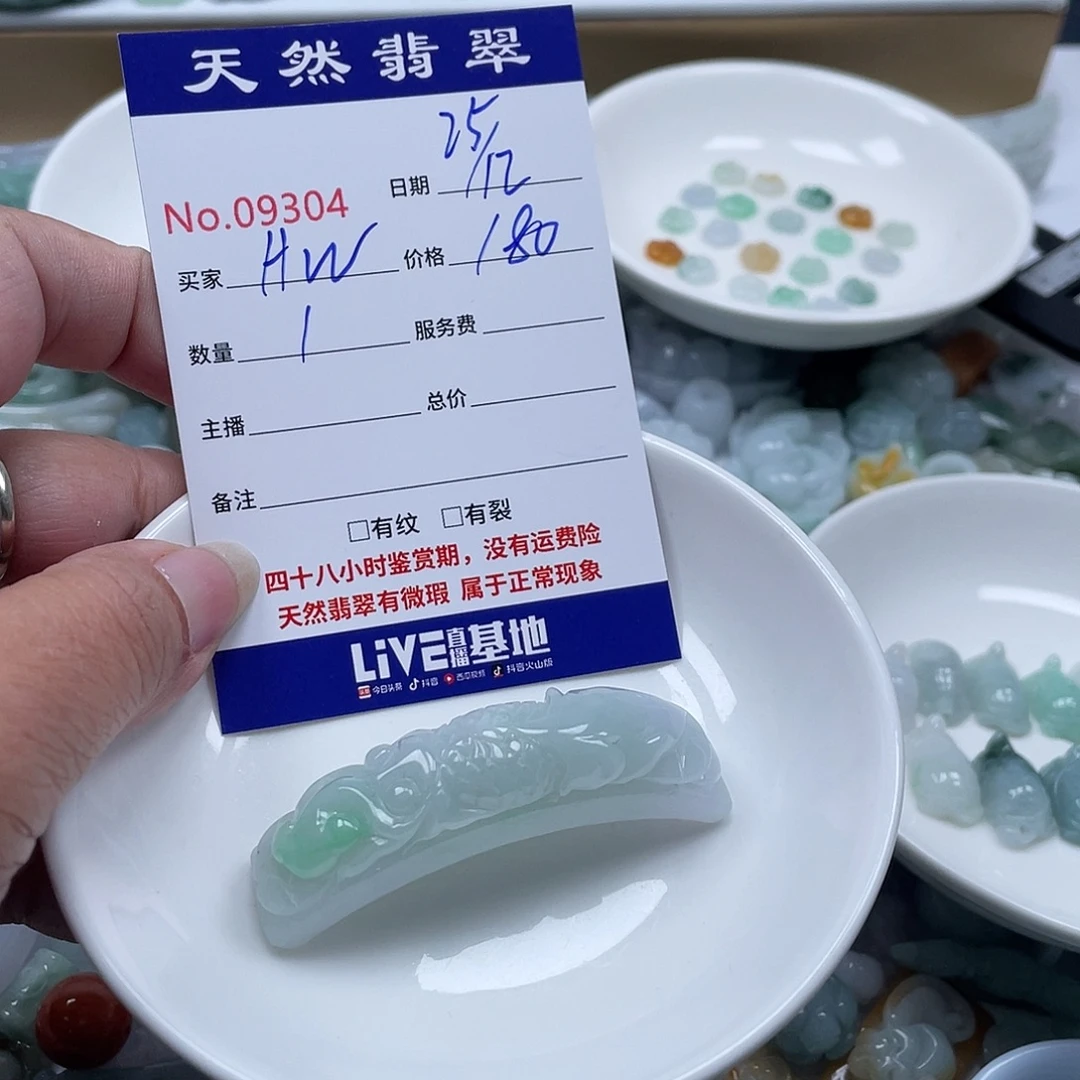 天然翡翠
25/12
No.09304 日期
买家 HW 价格 180
数量 1 服务费
主播 总价
备注
□有纹 □有裂
四十八小时鉴赏期，没有运费险
天然翡翠有微瑕 属于正常现象
LiVE直播基地
头条 今日头条 抖音 西瓜视频 抖音火山版